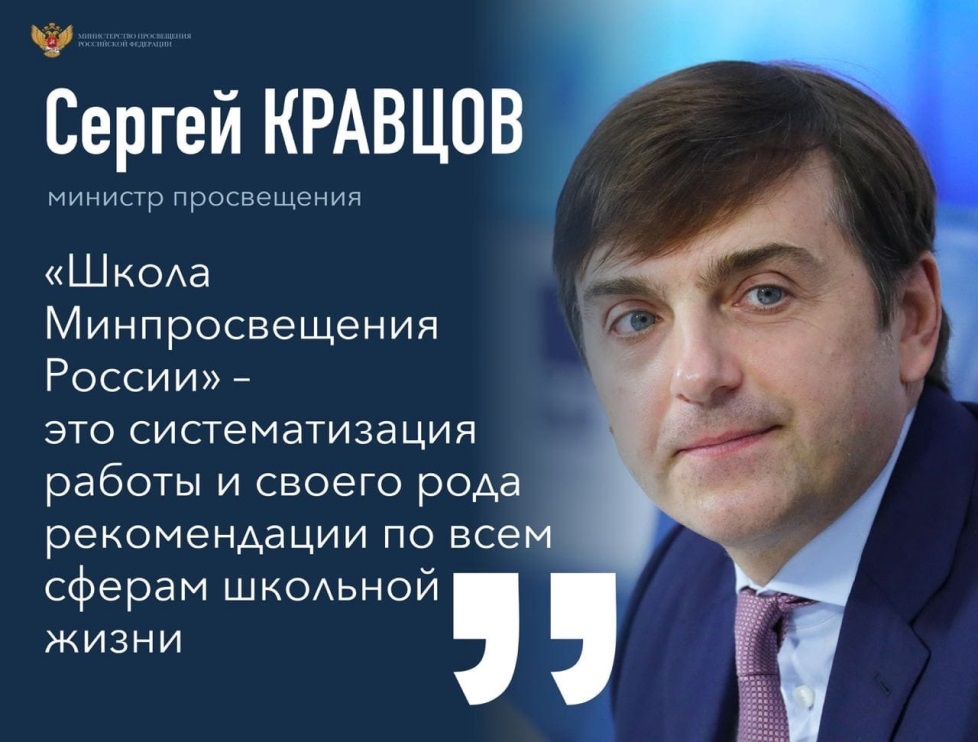 МИНИСТЕРСТВО ПРОСВЕЩЕНИЯ
РОССИЙСКОЙ ФЕДЕРАЦИИ
Сергей КРАВЦОВ
министр просвещения
«Школа
Минпросвещения
России» –
это систематизация
работы и своего рода
рекомендации по всем
сферам школьной
жизни